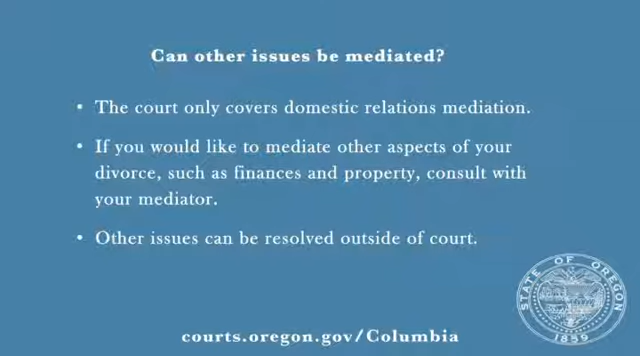 Can other issues be mediated?
• The court only covers domestic relations mediation.
• If you would like to mediate other aspects of your
divorce, such as finances and property, consult with
your mediator.
• Other issues can be resolved outside of court.
STATE OF OREGON
1859
courts.oregon.gov/Columbia